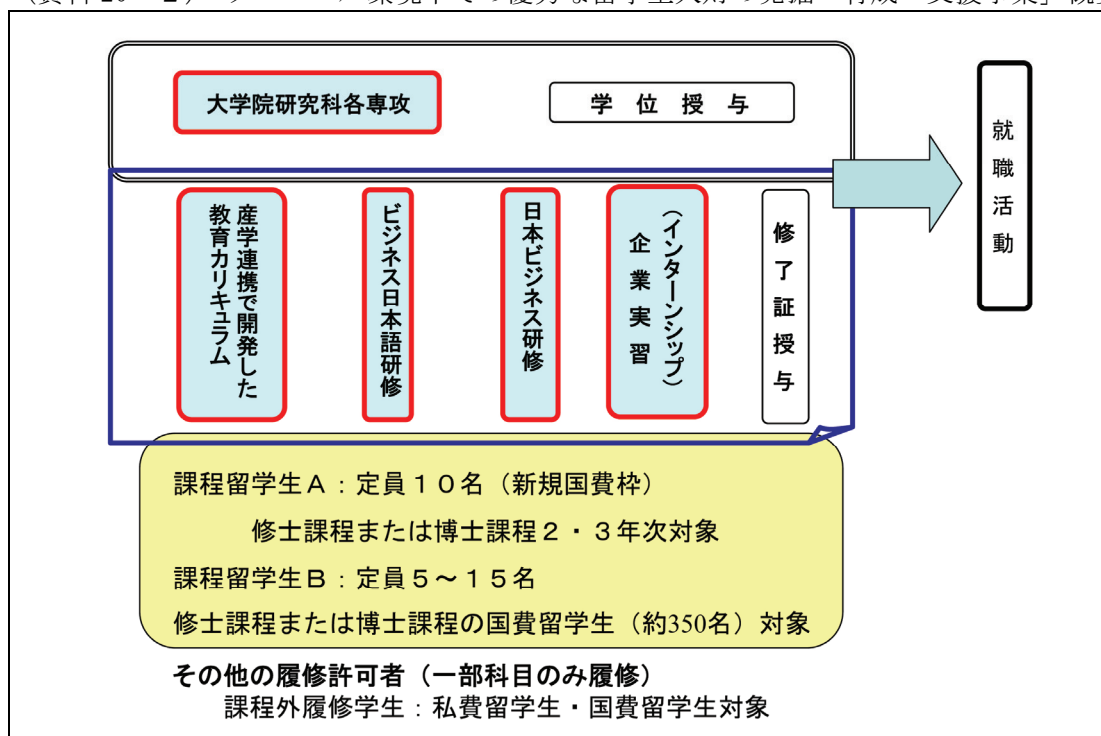 大学院研究科各専攻
学位授与
就職活動
産学連携で開発した
教育カリキュラム
ビジネス日本語研修
日本ビジネス研修
(インターンシップ)
企業実習
修了証授与
課程留学生A:定員10名(新規国費枠)
修士課程または博士課程2・3年次対象
課程留学生B:定員5~15名
修士課程または博士課程の国費留学生(約350名)対象
その他の履修許可者(一部科目のみ履修)
課程外履修学生:私費留学生・国費留学生対象